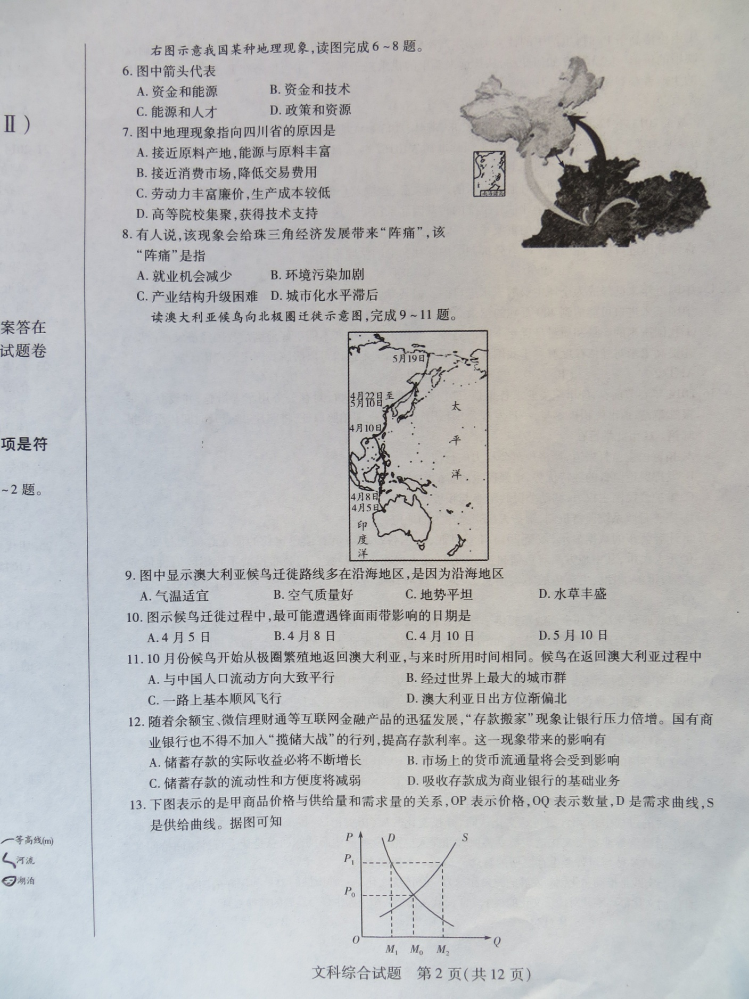 Ⅱ)
案答在
试题卷
项是符
~2 题。
等高线(m)
河流
湖泊
右图示意我国某种地理现象,读图完成6~8题。
6. 图中箭头代表
A. 资金和能源 B. 资金和技术
C. 能源和人才 D. 政策和资源
7. 图中地理现象指向四川省的原因是
A. 接近原料产地,能源与原料丰富
B. 接近消费市场,降低交易费用
C. 劳动力丰富廉价,生产成本较低
D. 高等院校集聚,获得技术支持
南海诸岛
8. 有人说,该现象会给珠三角经济发展带来“阵痛”,该
“阵痛”是指
A. 就业机会减少 B. 环境污染加剧
C. 产业结构升级困难 D. 城市化水平滞后
读澳大利亚候鸟向北极圈迁徙示意图,完成9~11题。
5月19日
4月22日至
5月10日
4月10日
4月8日
4月5日
太
平
洋
印
度
洋
9. 图中显示澳大利亚候鸟迁徙路线多在沿海地区,是因为沿海地区
A. 气温适宜 B. 空气质量好 C. 地势平坦 D. 水草丰盛
10. 图示候鸟迁徙过程中,最可能遭遇锋面雨带影响的日期是
A. 4月5日 B. 4月8日 C. 4月10日 D. 5月10日
11. 10月份候鸟开始从极圈繁殖地返回澳大利亚,与来时所用时间相同。候鸟在返回澳大利亚过程中
A. 与中国人口流动方向大致平行 B. 经过世界上最大的城市群
C. 一路上基本顺风飞行 D. 澳大利亚日出方位渐偏北
12. 随着余额宝、微信理财通等互联网金融产品的迅猛发展,“存款搬家”现象让银行压力倍增。国有商
业银行也不得不加入“揽储大战”的行列,提高存款利率。这一现象带来的影响有
A. 储蓄存款的实际收益必将不断增长 B. 市场上的货币流通量将会受到影响
C. 储蓄存款的流动性和方便度将减弱 D. 吸收存款成为商业银行的基础业务
13. 下图表示的是甲商品价格与供给量和需求量的关系,OP 表示价格,OQ 表示数量,D 是需求曲线,S
是供给曲线。据图可知
P D S
P₁
P₀
O Q
M₁ M₀ M₂
文科综合试题 第2页(共12页)